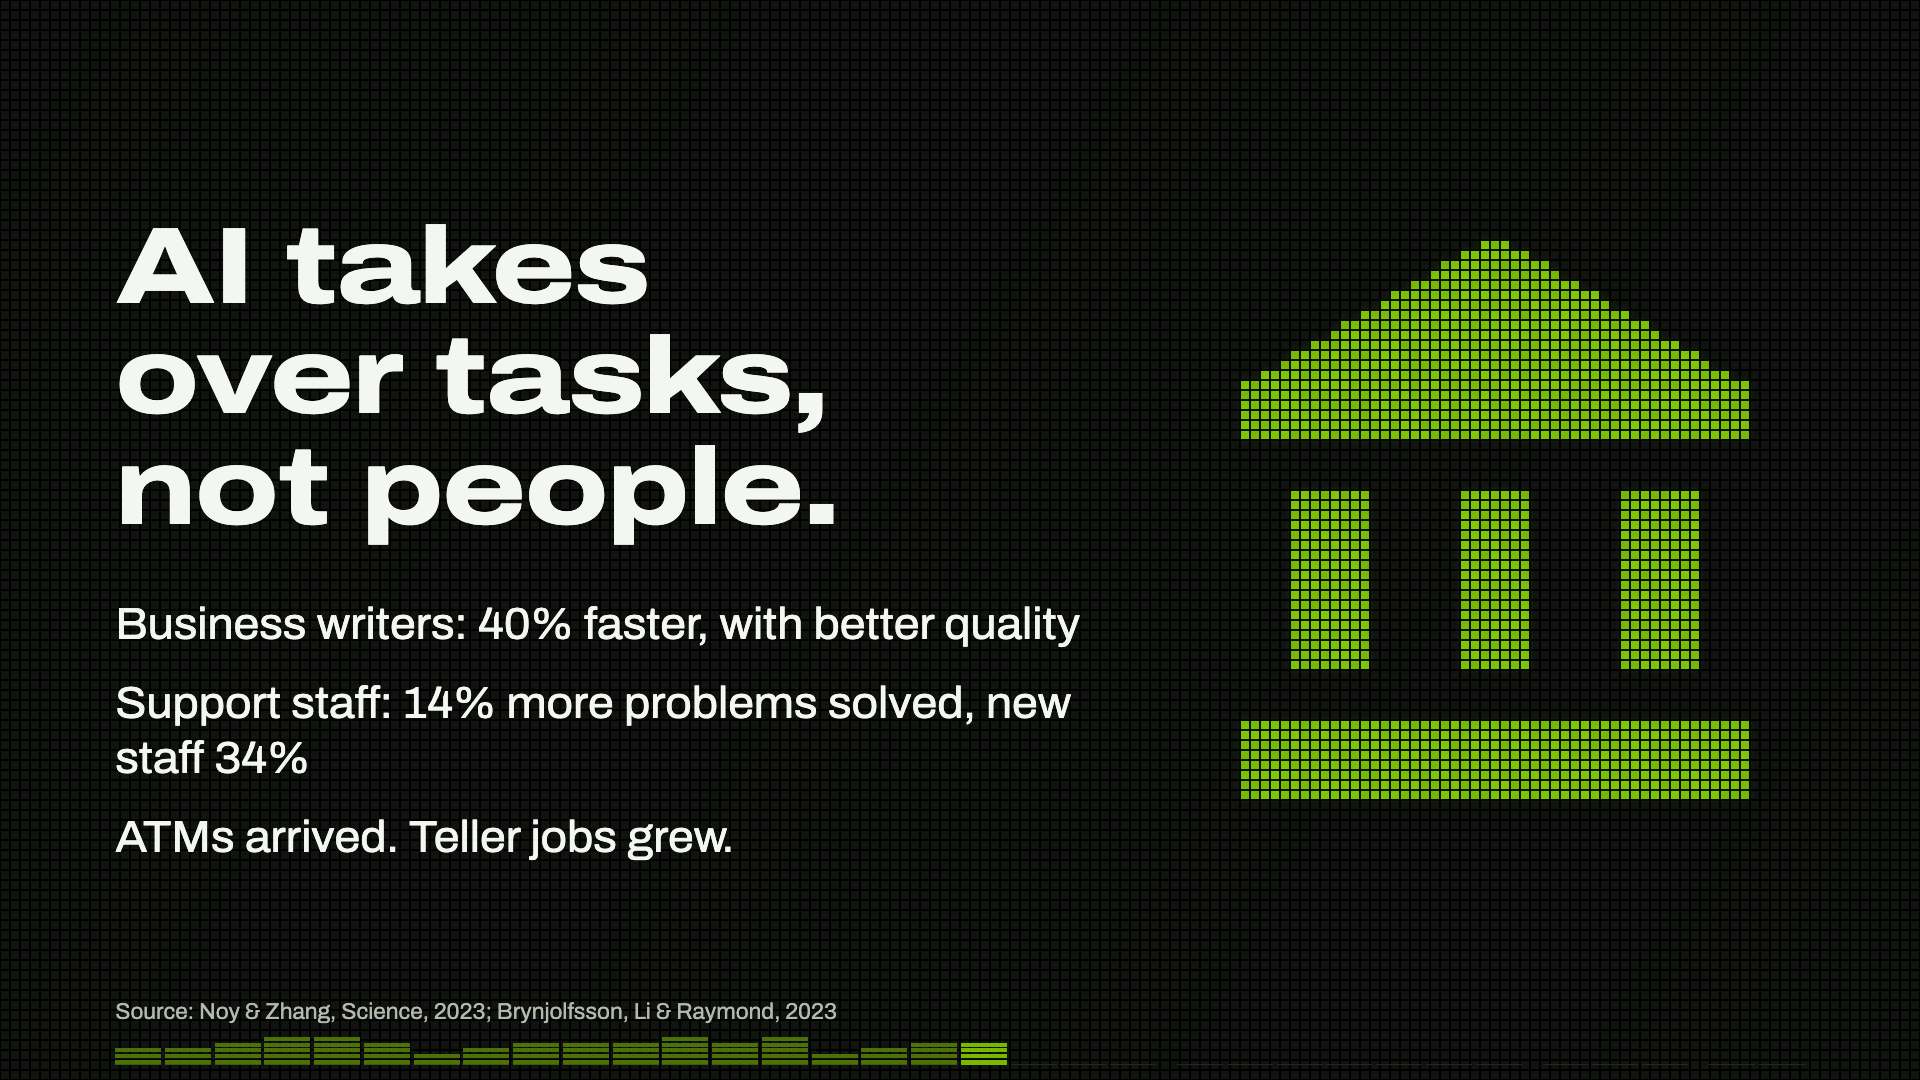 AI takes
over tasks,
not people.
Business writers: 40% faster, with better quality
Support staff: 14% more problems solved, new
staff 34%
ATMs arrived. Teller jobs grew.
Source: Noy & Zhang, Science, 2023; Brynjolfsson, Li & Raymond, 2023